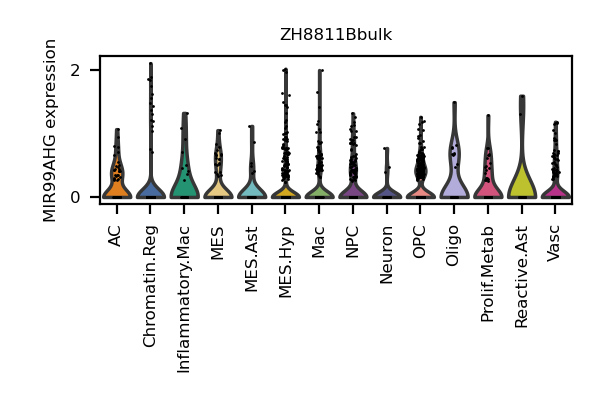 ZH8811Bbulk
MIR99AHG expression
2
0
AC
Chromatin.Reg
Inflammatory.Mac
MES
MES.Ast
MES.Hyp
Mac
NPC
Neuron
OPC
Oligo
Prolif.Metab
Reactive.Ast
Vasc